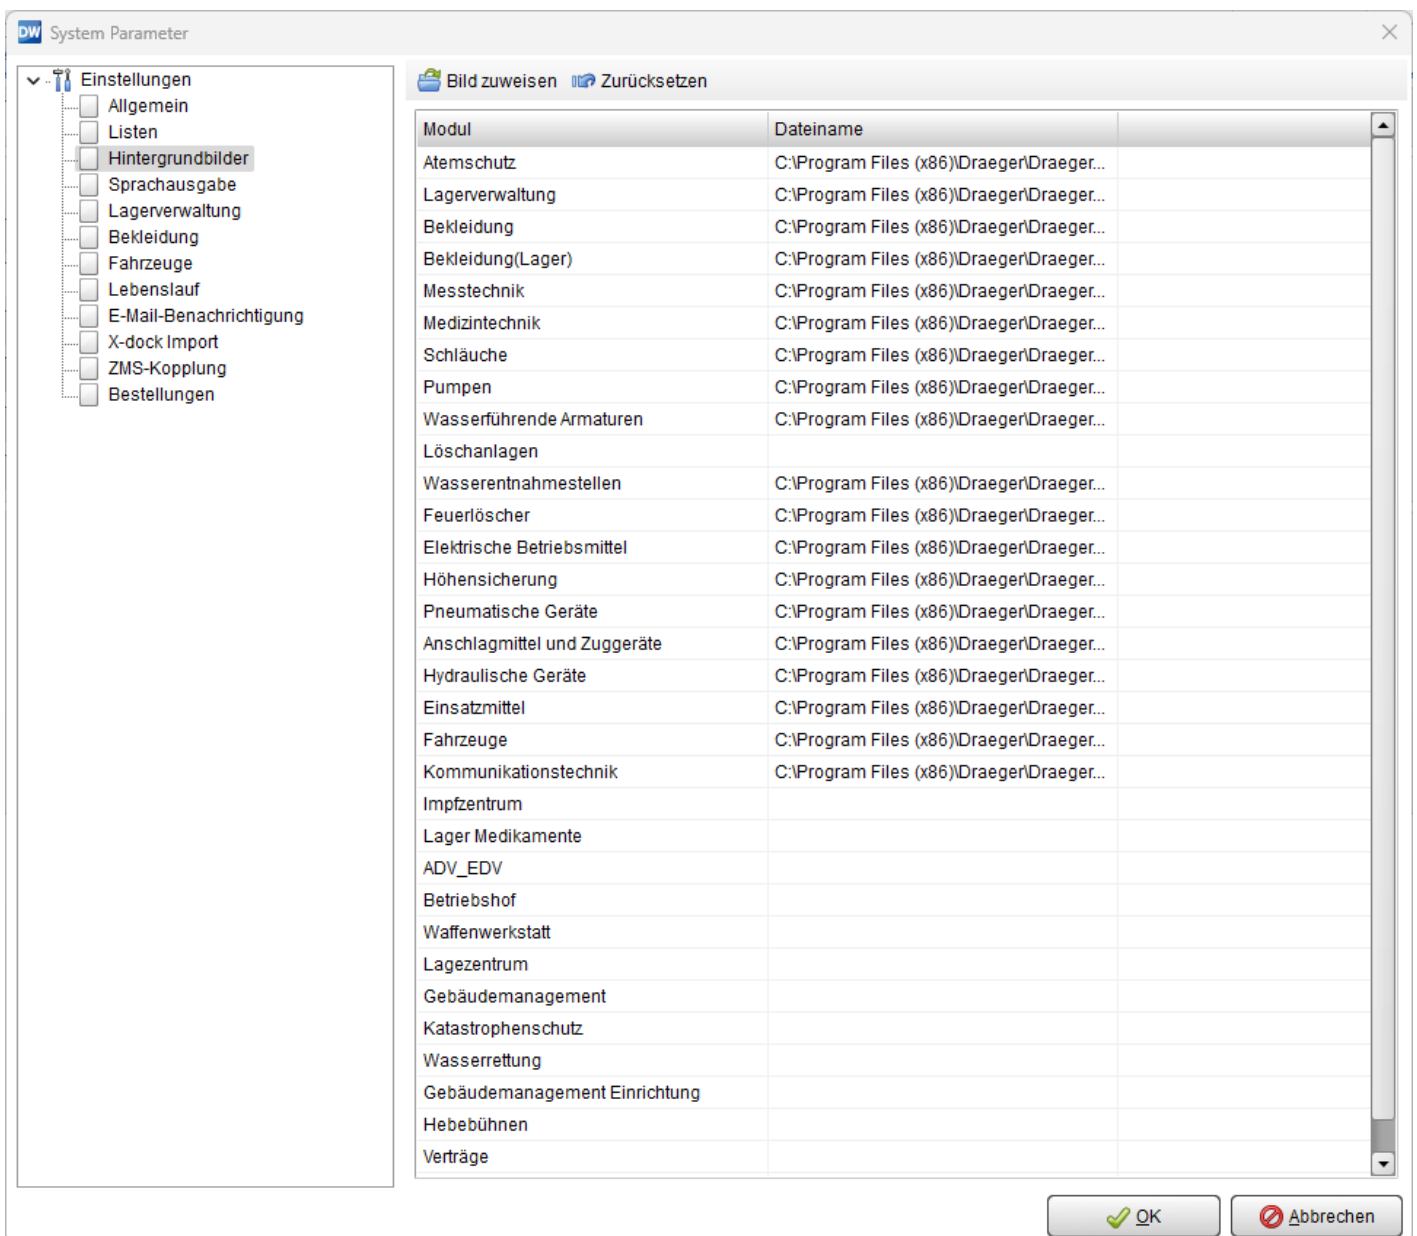 DW System Parameter
Einstellungen
Allgemein
Listen
Hintergrundbilder
Sprachausgabe
Lagerverwaltung
Bekleidung
Fahrzeuge
Lebenslauf
E-Mail-Benachrichtigung
X-dock Import
ZMS-Kopplung
Bestellungen
Bild zuweisen Zurücksetzen
Modul Dateiname
Atemschutz C:\Program Files (x86)\Draeger\Draeger...
Lagerverwaltung C:\Program Files (x86)\Draeger\Draeger...
Bekleidung C:\Program Files (x86)\Draeger\Draeger...
Bekleidung(Lager) C:\Program Files (x86)\Draeger\Draeger...
Messtechnik C:\Program Files (x86)\Draeger\Draeger...
Medizintechnik C:\Program Files (x86)\Draeger\Draeger...
Schläuche C:\Program Files (x86)\Draeger\Draeger...
Pumpen C:\Program Files (x86)\Draeger\Draeger...
Wasserführende Armaturen C:\Program Files (x86)\Draeger\Draeger...
Löschanlagen
Wasserentnahmestellen C:\Program Files (x86)\Draeger\Draeger...
Feuerlöscher C:\Program Files (x86)\Draeger\Draeger...
Elektrische Betriebsmittel C:\Program Files (x86)\Draeger\Draeger...
Höhensicherung C:\Program Files (x86)\Draeger\Draeger...
Pneumatische Geräte C:\Program Files (x86)\Draeger\Draeger...
Anschlagmittel und Zuggeräte C:\Program Files (x86)\Draeger\Draeger...
Hydraulische Geräte C:\Program Files (x86)\Draeger\Draeger...
Einsatzmittel C:\Program Files (x86)\Draeger\Draeger...
Fahrzeuge C:\Program Files (x86)\Draeger\Draeger...
Kommunikationstechnik C:\Program Files (x86)\Draeger\Draeger...
Impfzentrum
Lager Medikamente
ADV_EDV
Betriebshof
Waffenwerkstatt
Lagezentrum
Gebäudemanagement
Katastrophenschutz
Wasserrettung
Gebäudemanagement Einrichtung
Hebebühnen
Verträge
OK Abbrechen